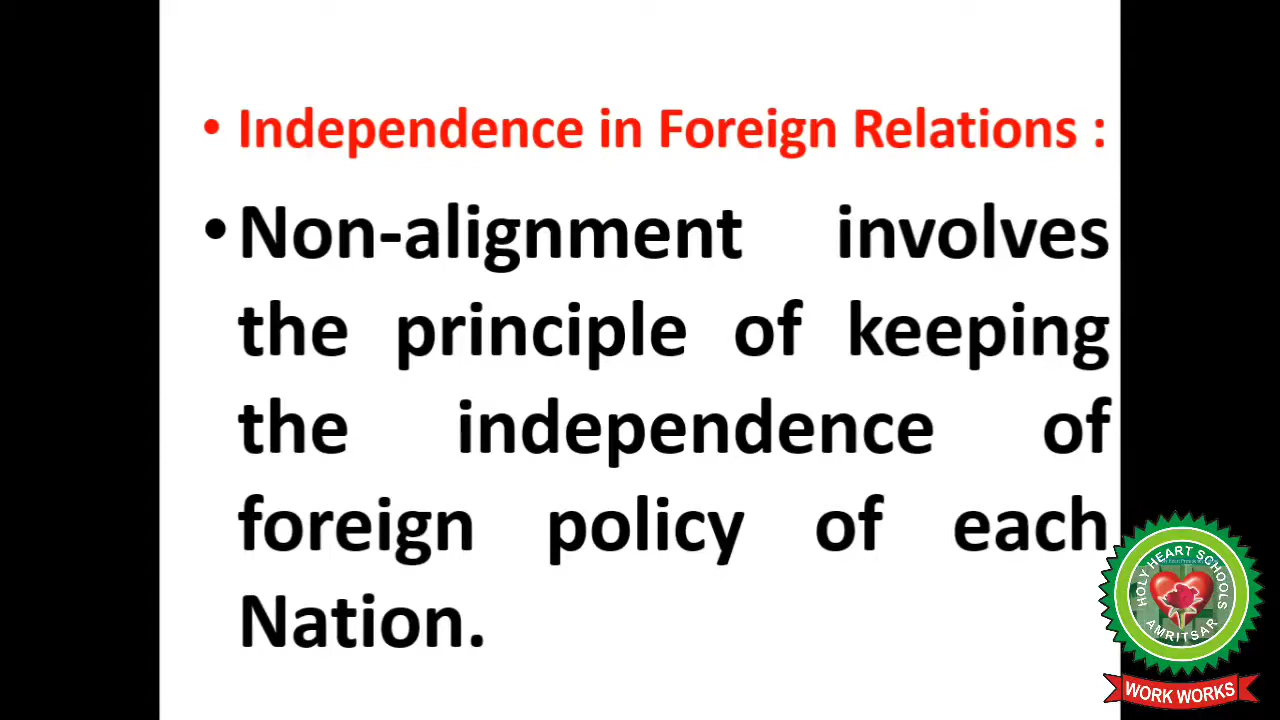 • Independence in Foreign Relations :
• Non-alignment involves
the principle of keeping
the independence of
foreign policy of each
Nation.
HOLY HEART SCHOOLS
AMRITSAR
WORK WORKS